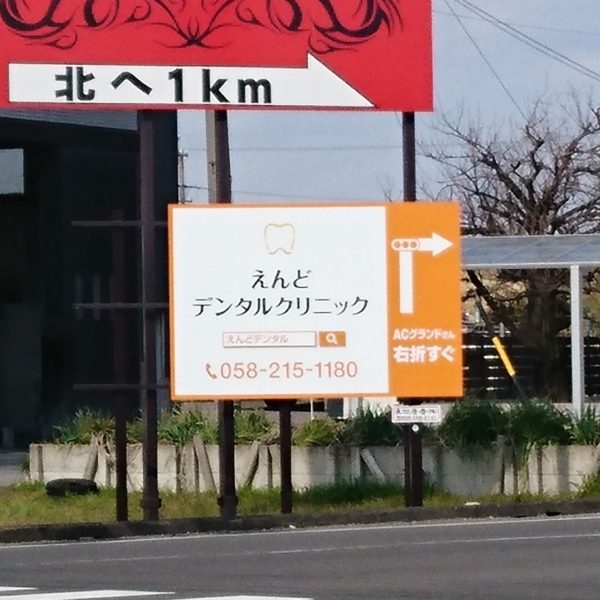 北へ1km
えんど
デンタルクリニック
えんどデンタル
058-215-1180
ACグランドさん
右折すぐ